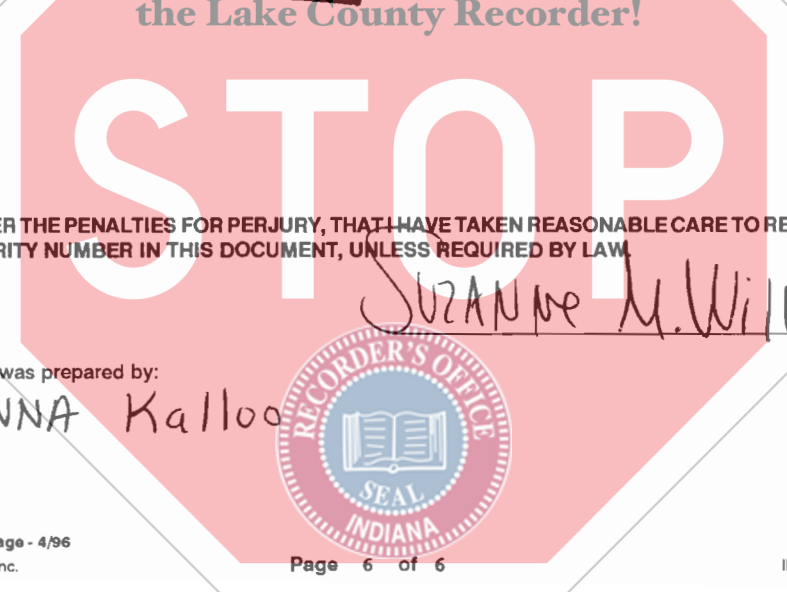 the Lake County Recorder!
STOP
ER THE PENALTIES FOR PERJURY, THAT I HAVE TAKEN REASONABLE CARE TO RE
RITY NUMBER IN THIS DOCUMENT, UNLESS REQUIRED BY LAW.
Suzanne M. Will
was prepared by:
NNA Kalloo
RECORDER'S OFFICE
SEAL
INDIANA
age - 4/96
nc.
Page 6 of 6